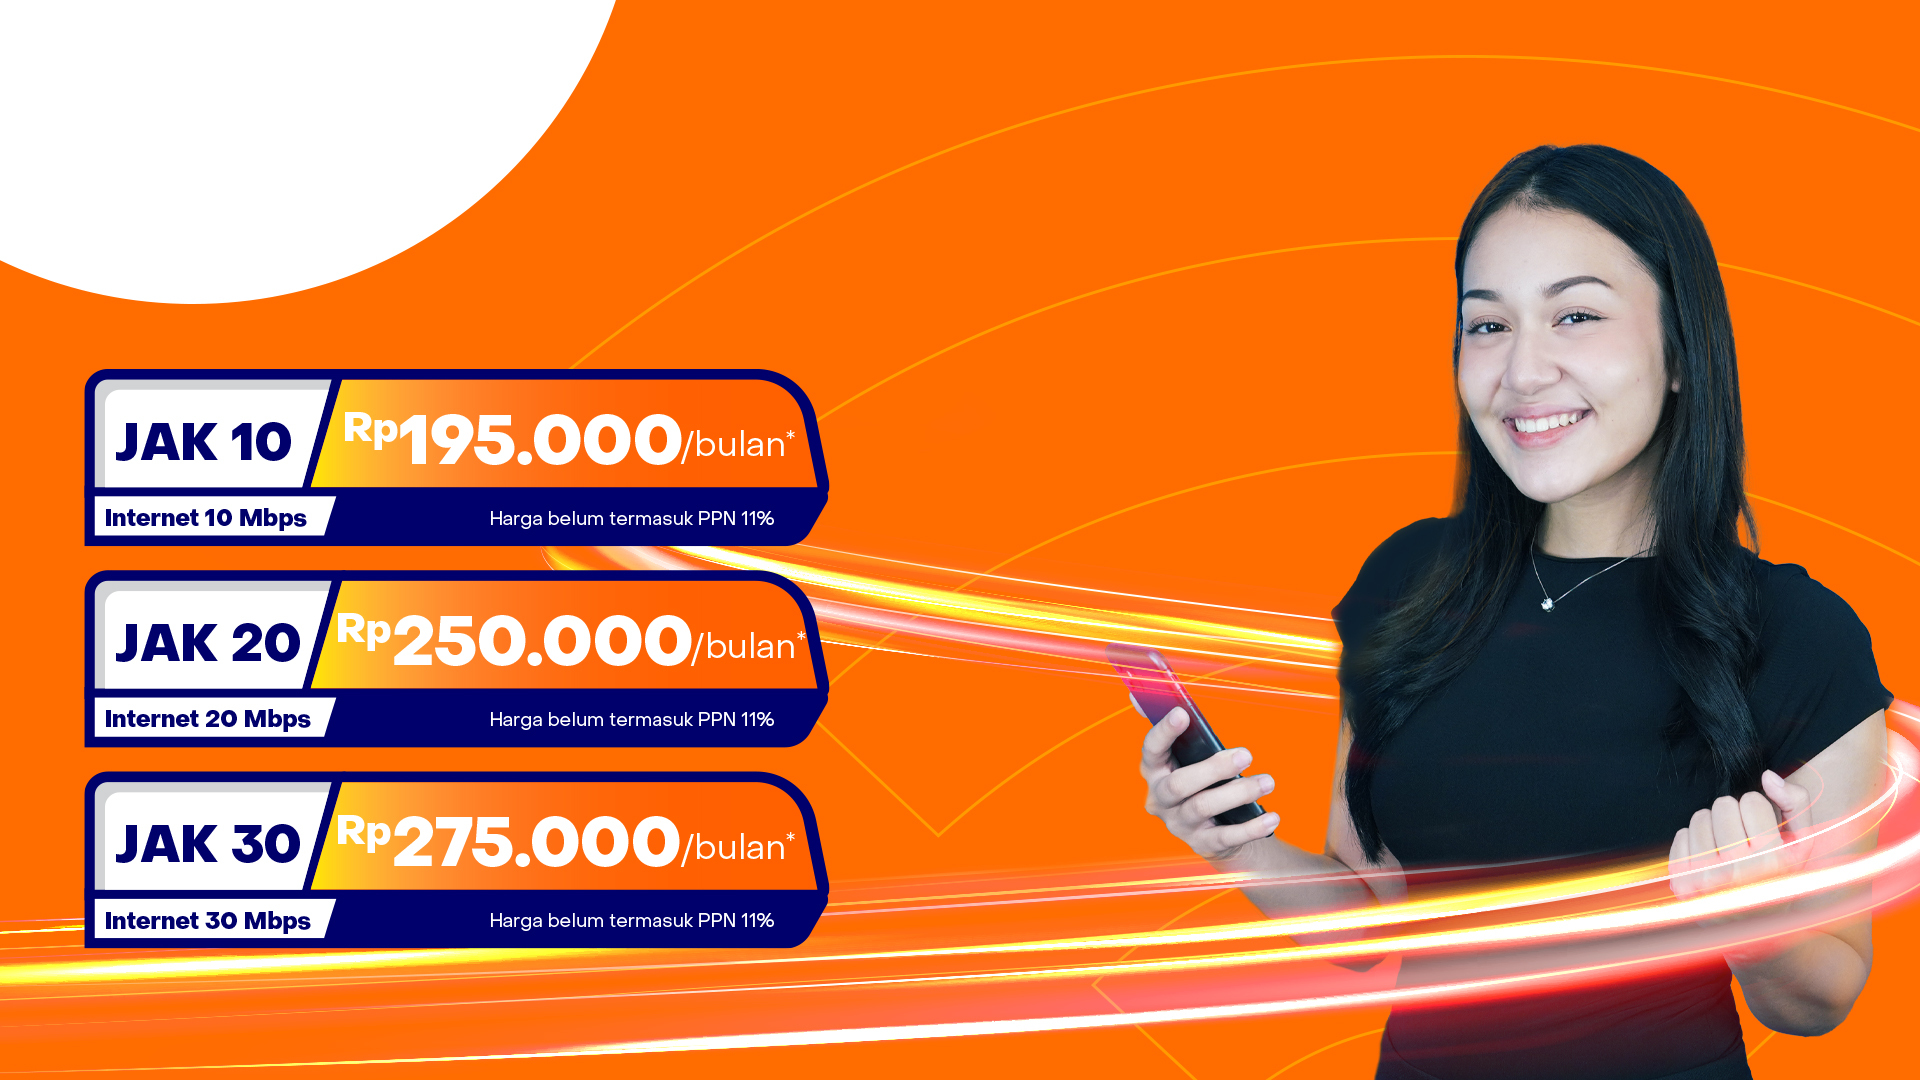 JAK 10
Rp195.000/bulan*
Internet 10 Mbps
Harga belum termasuk PPN 11%
JAK 20
Rp250.000/bulan*
Internet 20 Mbps
Harga belum termasuk PPN 11%
JAK 30
Rp275.000/bulan*
Internet 30 Mbps
Harga belum termasuk PPN 11%